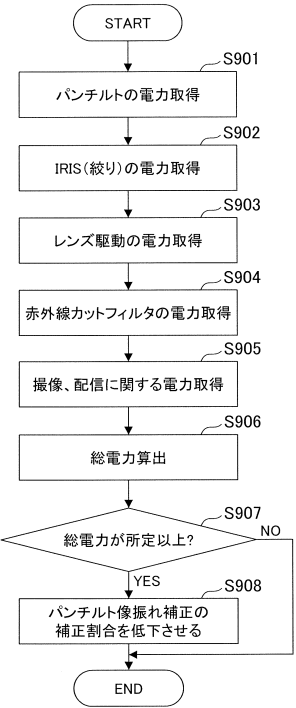 START
S901
パンチルトの電力取得
S902
IRIS(絞り)の電力取得
S903
レンズ駆動の電力取得
S904
赤外線カットフィルタの電力取得
S905
撮像、配信に関する電力取得
S906
総電力算出
S907
総電力が所定以上?
NO
YES
S908
パンチルト像振れ補正の
補正割合を低下させる
END